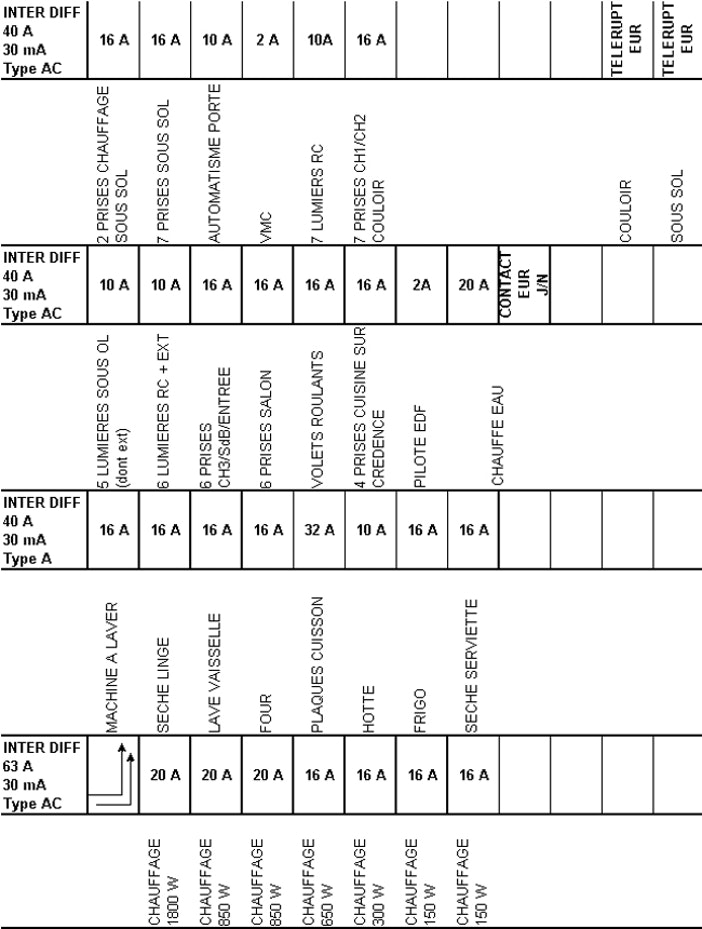 INTER DIFF
40 A
30 mA
Type AC
16 A
16 A
10 A
2 A
10A
16 A
TELERUPT
EUR
TELERUPT
EUR
2 PRISES CHAUFFAGE
SOUS SOL
7 PRISES SOUS SOL
AUTOMATISME PORTE
VMC
7 LUMIERS RC
7 PRISES CH1/CH2
COULOIR
COULOIR
SOUS SOL
INTER DIFF
40 A
30 mA
Type AC
10 A
10 A
16 A
16 A
16 A
16 A
2A
20 A
CONTACT
EUR
J/N
5 LUMIERES SOUS OL
(dont ext)
6 LUMIERES RC + EXT
6 PRISES
CH3/SdB/ENTREE
6 PRISES SALON
VOLETS ROULANTS
4 PRISES CUISINE SUR
CREDENCE
PILOTE EDF
CHAUFFE EAU
INTER DIFF
40 A
30 mA
Type A
16 A
16 A
16 A
16 A
32 A
10 A
16 A
16 A
MACHINE A LAVER
SECHE LINGE
LAVE VAISSELLE
FOUR
PLAQUES CUISSON
HOTTE
FRIGO
SECHE SERVIETTE
INTER DIFF
63 A
30 mA
Type AC
20 A
20 A
20 A
16 A
16 A
16 A
16 A
CHAUFFAGE
1800 W
CHAUFFAGE
850 W
CHAUFFAGE
850 W
CHAUFFAGE
650 W
CHAUFFAGE
300 W
CHAUFFAGE
150 W
CHAUFFAGE
150 W